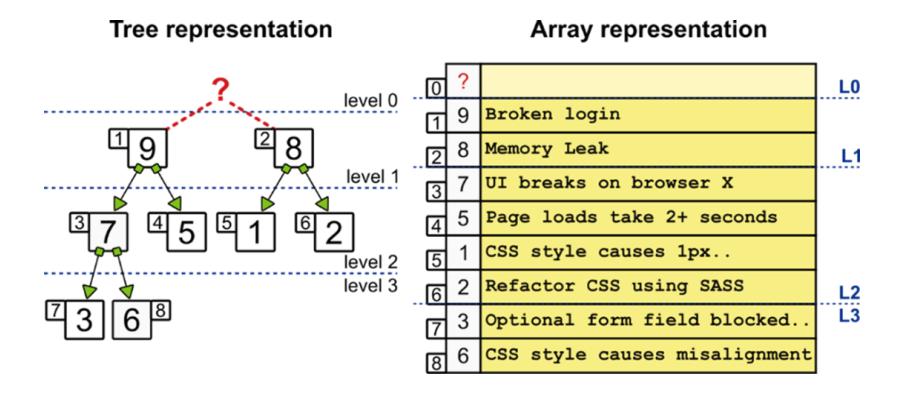 Tree representation
?
level 0
1 9
2 8
level 1
3 7
4 5
5 1
6 2
level 2
level 3
7 3
6 8
Array representation
0 ?
L0
1 9 Broken login
2 8 Memory Leak
L1
3 7 UI breaks on browser X
4 5 Page loads take 2+ seconds
5 1 CSS style causes 1px..
6 2 Refactor CSS using SASS
L2
L3
7 3 Optional form field blocked..
8 6 CSS style causes misalignment